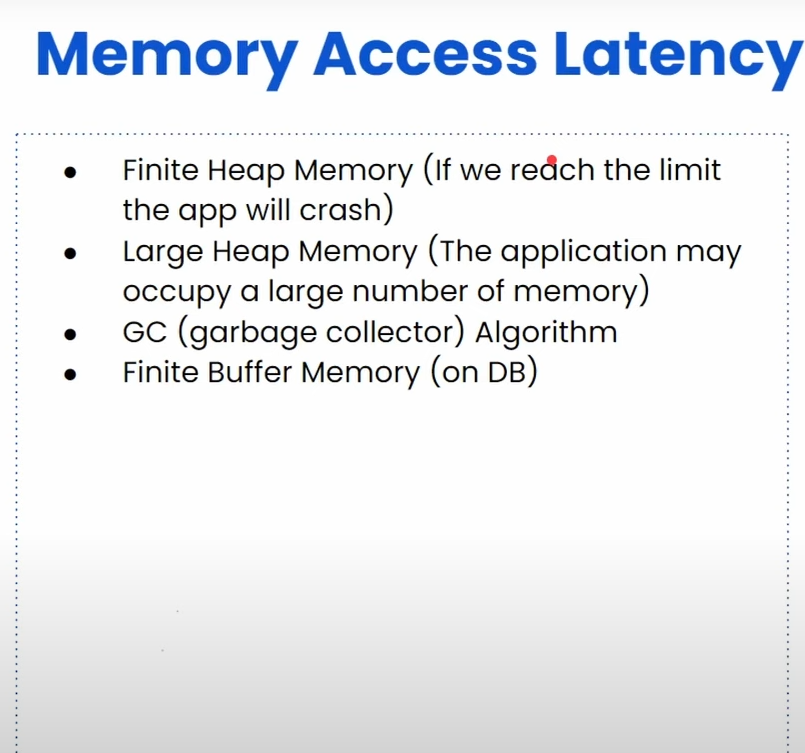 Memory Access Latency
● Finite Heap Memory (If we reach the limit
the app will crash)
● Large Heap Memory (The application may
occupy a large number of memory)
● GC (garbage collector) Algorithm
● Finite Buffer Memory (on DB)